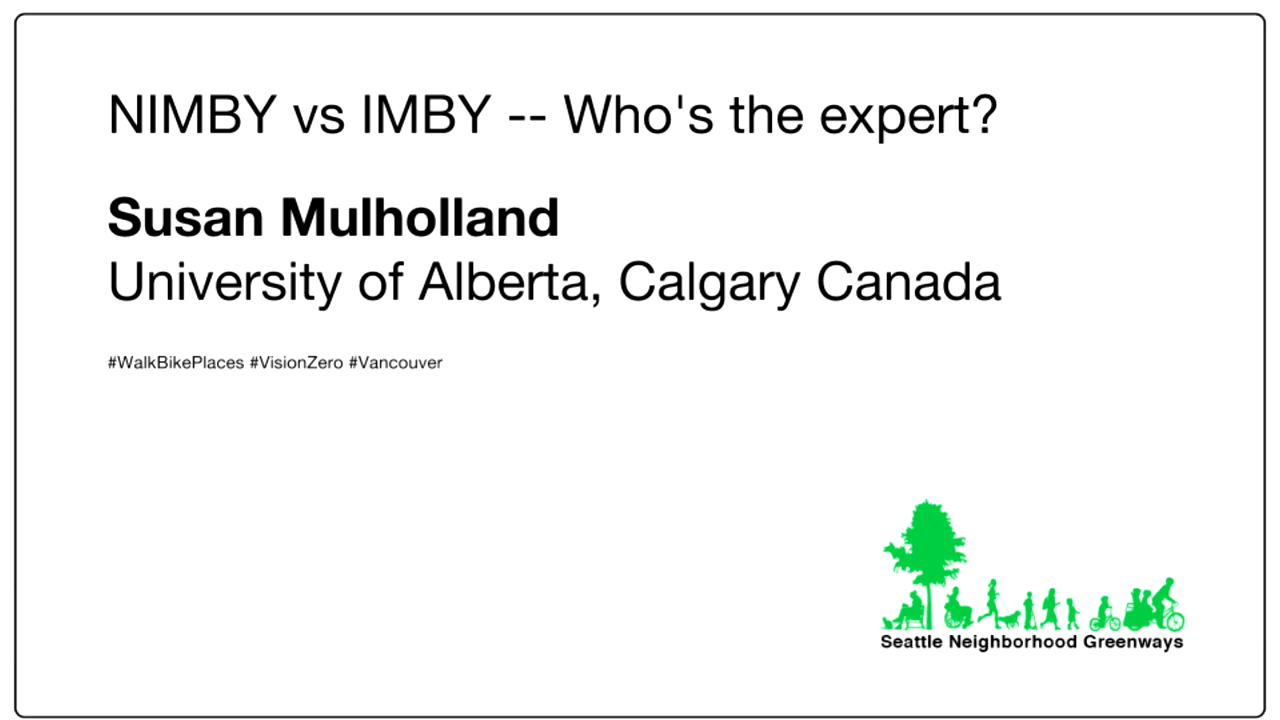 NIMBY vs IMBY -- Who's the expert?
Susan Mulholland
University of Alberta, Calgary Canada
#WalkBikePlaces #VisionZero #Vancouver
Seattle Neighborhood Greenways